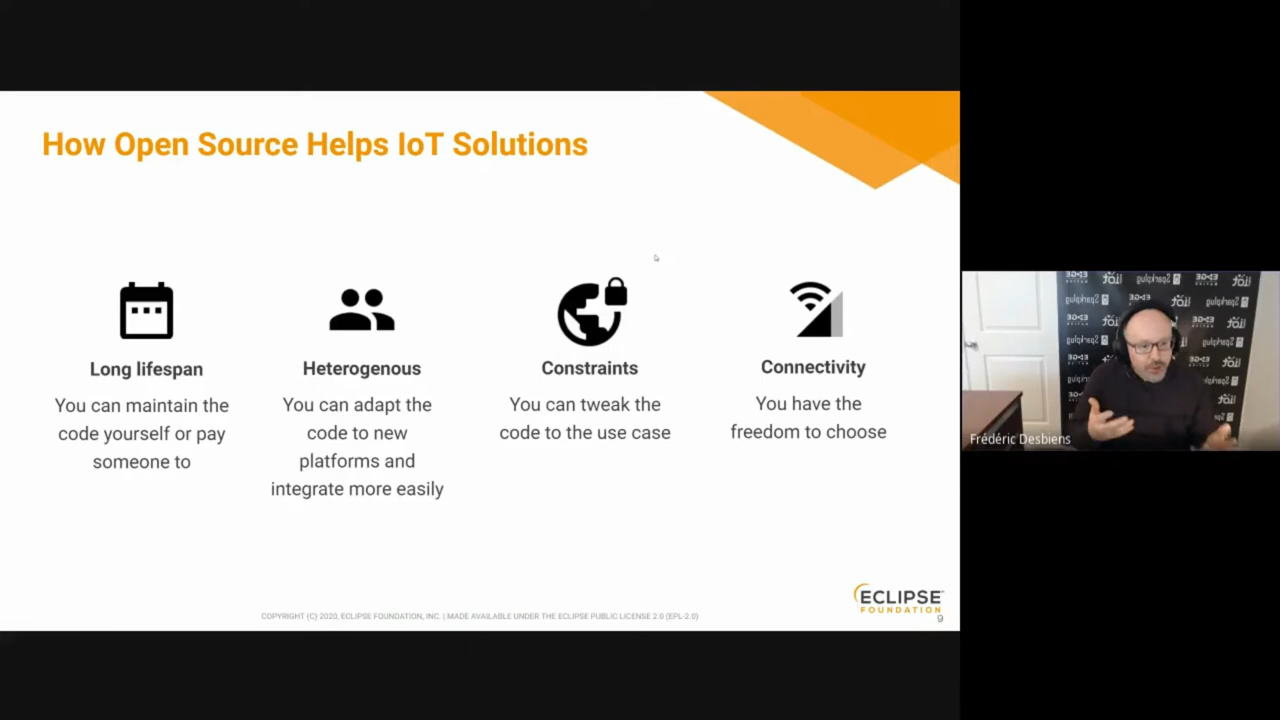 How Open Source Helps IoT Solutions
Long lifespan
You can maintain the
code yourself or pay
someone to
Heterogenous
You can adapt the
code to new
platforms and
integrate more easily
Constraints
You can tweak the
code to the use case
Connectivity
You have the
freedom to choose
COPYRIGHT (C) 2020, ECLIPSE FOUNDATION, INC. | MADE AVAILABLE UNDER THE ECLIPSE PUBLIC LICENSE 2.0 (EPL-2.0)
ECLIPSE
FOUNDATION
9
Frédéric Desbiens